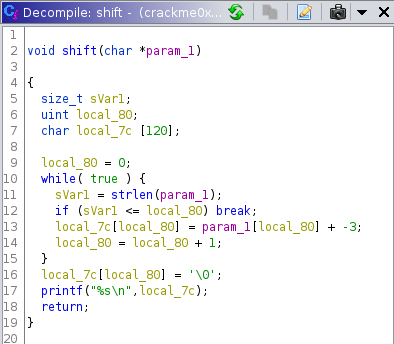 Decompile: shift - (crackme0x
1
2 void shift(char *param_1)
3
4 {
5 size_t sVar1;
6 uint local_80;
7 char local_7c [120];
8
9 local_80 = 0;
10 while( true ) {
11 sVar1 = strlen(param_1);
12 if (sVar1 <= local_80) break;
13 local_7c[local_80] = param_1[local_80] + -3;
14 local_80 = local_80 + 1;
15 }
16 local_7c[local_80] = '\0';
17 printf("%s\n",local_7c);
18 return;
19 }
20